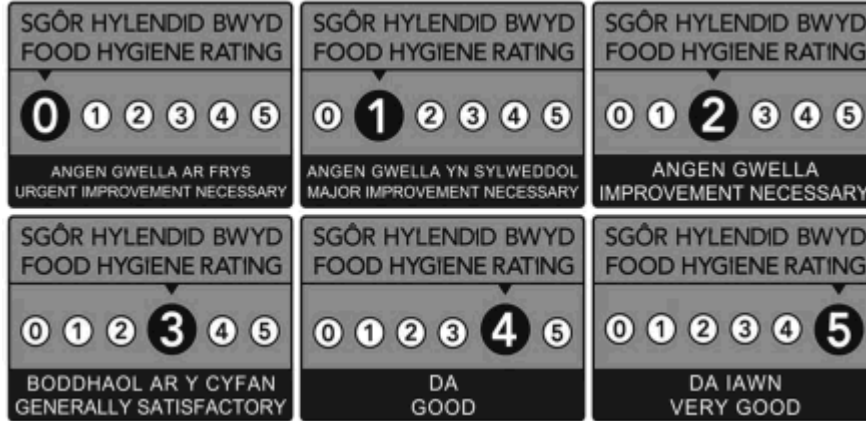 SGÔR HYLENDID BWYD
FOOD HYGIENE RATING
0 1 2 3 4 5
ANGEN GWELLA AR FRYS
URGENT IMPROVEMENT NECESSARY
SGÔR HYLENDID BWYD
FOOD HYGIENE RATING
0 1 2 3 4 5
ANGEN GWELLA YN SYLWEDDOL
MAJOR IMPROVEMENT NECESSARY
SGÔR HYLENDID BWYD
FOOD HYGIENE RATING
0 1 2 3 4 5
ANGEN GWELLA
IMPROVEMENT NECESSARY
SGÔR HYLENDID BWYD
FOOD HYGIENE RATING
0 1 2 3 4 5
BODDHAOL AR Y CYFAN
GENERALLY SATISFACTORY
SGÔR HYLENDID BWYD
FOOD HYGIENE RATING
0 1 2 3 4 5
DA
GOOD
SGÔR HYLENDID BWYD
FOOD HYGIENE RATING
0 1 2 3 4 5
DA IAWN
VERY GOOD